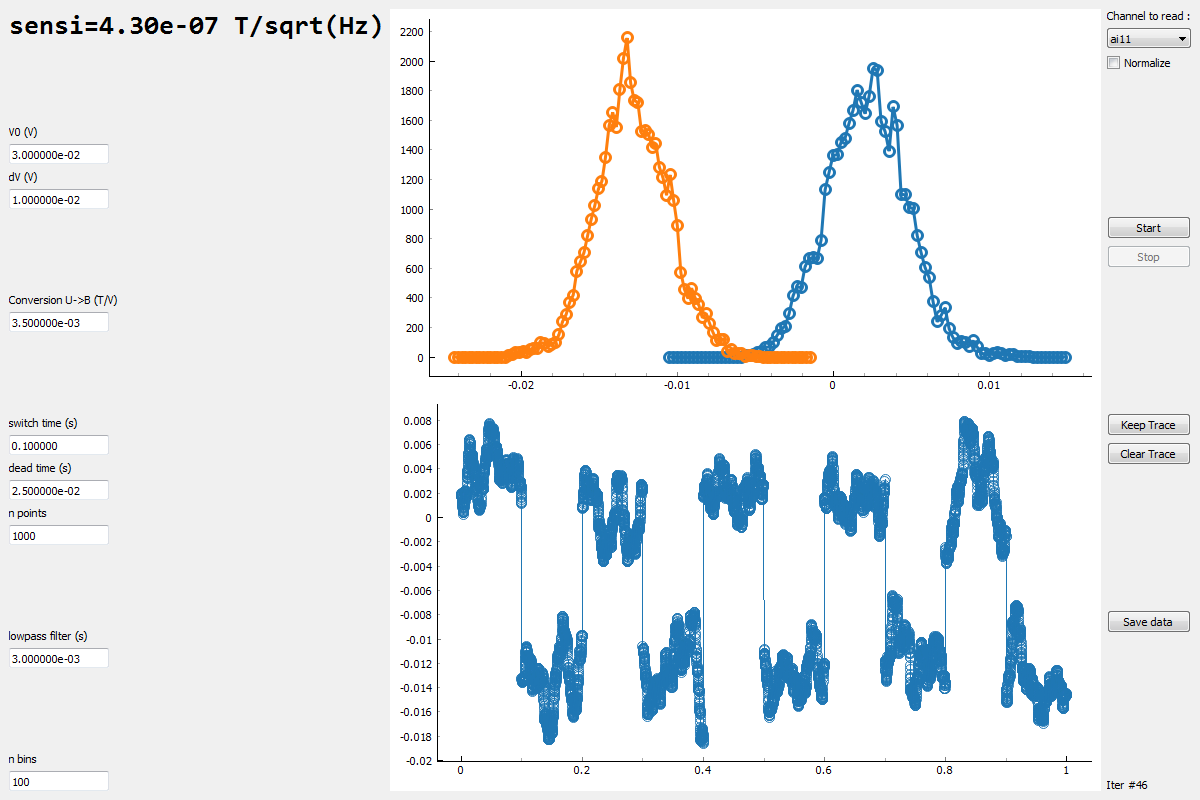 sensi=4.30e-07 T/sqrt(Hz)
V0 (V)
3.000000e-02
dV (V)
1.000000e-02
Conversion U->B (T/V)
3.500000e-03
switch time (s)
0.100000
dead time (s)
2.500000e-02
n points
1000
lowpass filter (s)
3.000000e-03
n bins
100
2200
2000
1800
1600
1400
1200
1000
800
600
400
200
0
-0.02
-0.01
0
0.01
0.008
0.006
0.004
0.002
0
-0.002
-0.004
-0.006
-0.008
-0.01
-0.012
-0.014
-0.016
-0.018
-0.02
0
0.2
0.4
0.6
0.8
1
Channel to read :
ai11
Normalize
Start
Stop
Keep Trace
Clear Trace
Save data
Iter #46